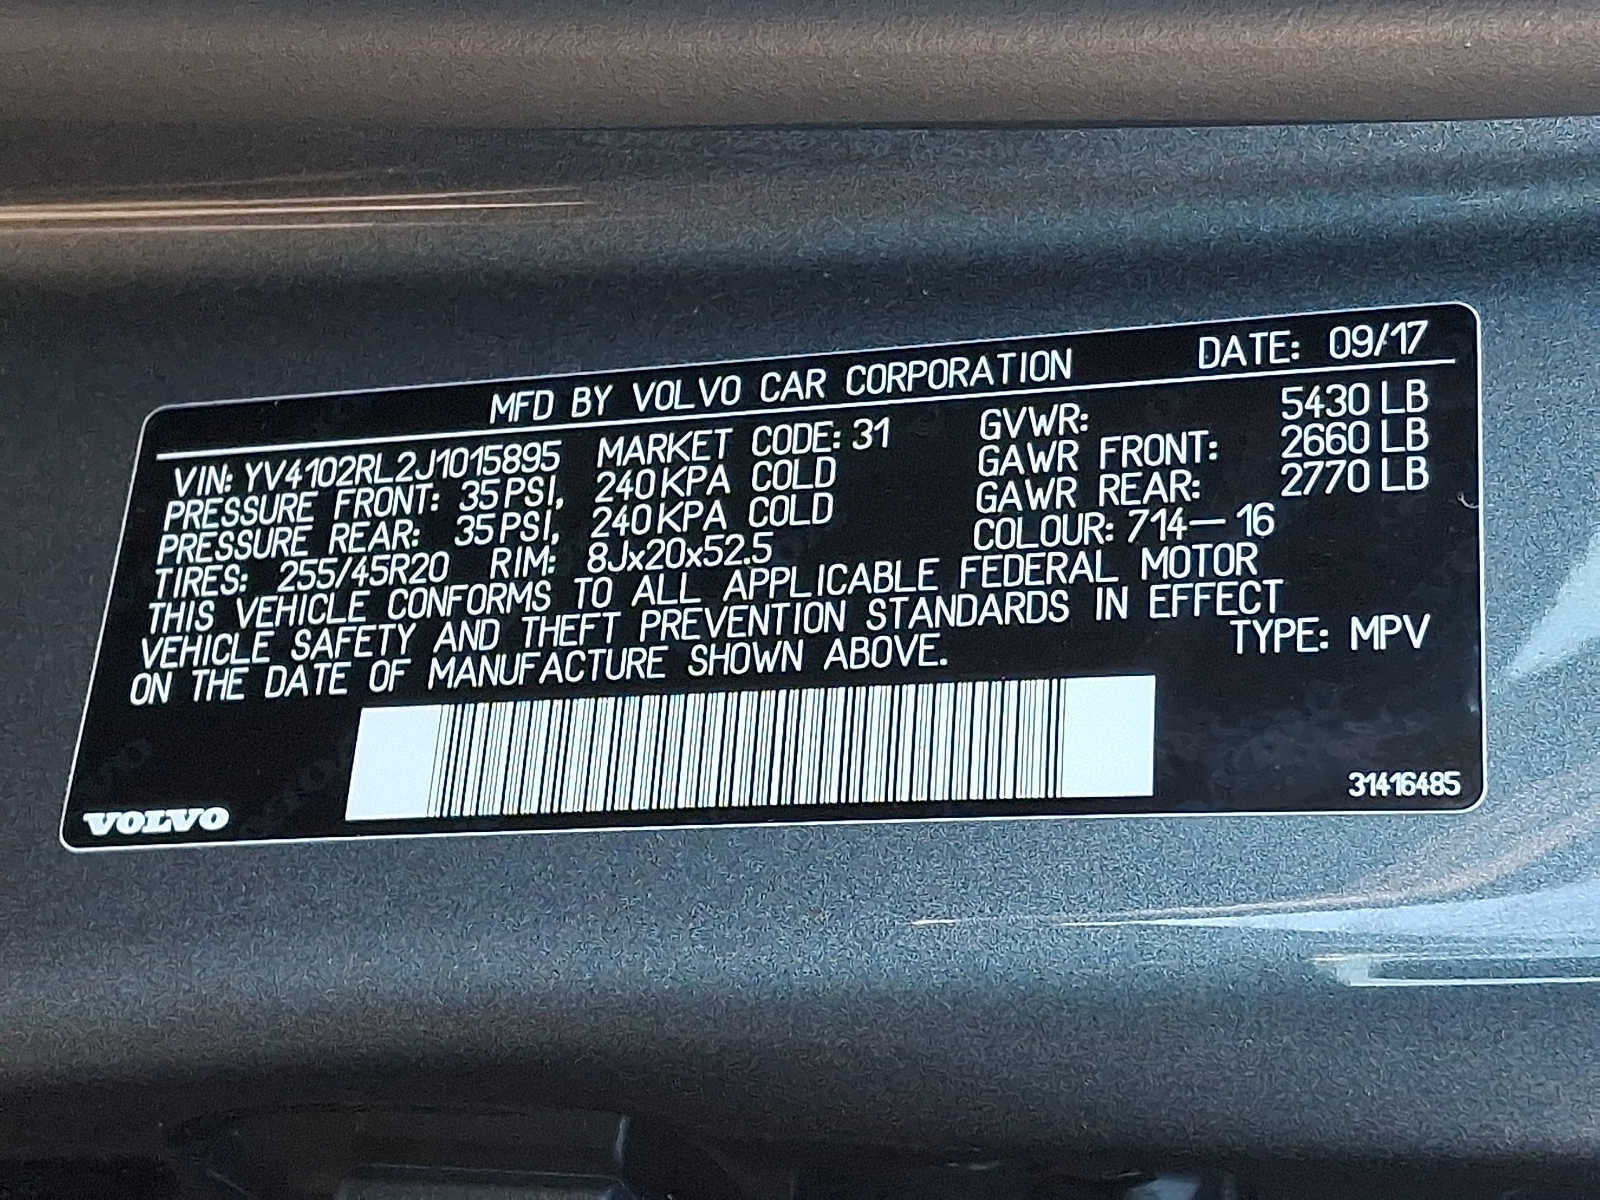 MFD BY VOLVO CAR CORPORATION DATE: 09/17
VIN: YV4102RL2J1015895 MARKET CODE: 31 GVWR: 5430 LB
PRESSURE FRONT: 35 PSI, 240 KPA COLD GAWR FRONT: 2660 LB
PRESSURE REAR: 35 PSI, 240 KPA COLD GAWR REAR: 2770 LB
TIRES: 255/45R20 RIM: 8Jx20x52.5 COLOUR: 714-16
THIS VEHICLE CONFORMS TO ALL APPLICABLE FEDERAL MOTOR
VEHICLE SAFETY AND THEFT PREVENTION STANDARDS IN EFFECT
ON THE DATE OF MANUFACTURE SHOWN ABOVE. TYPE: MPV
VOLVO 31416485